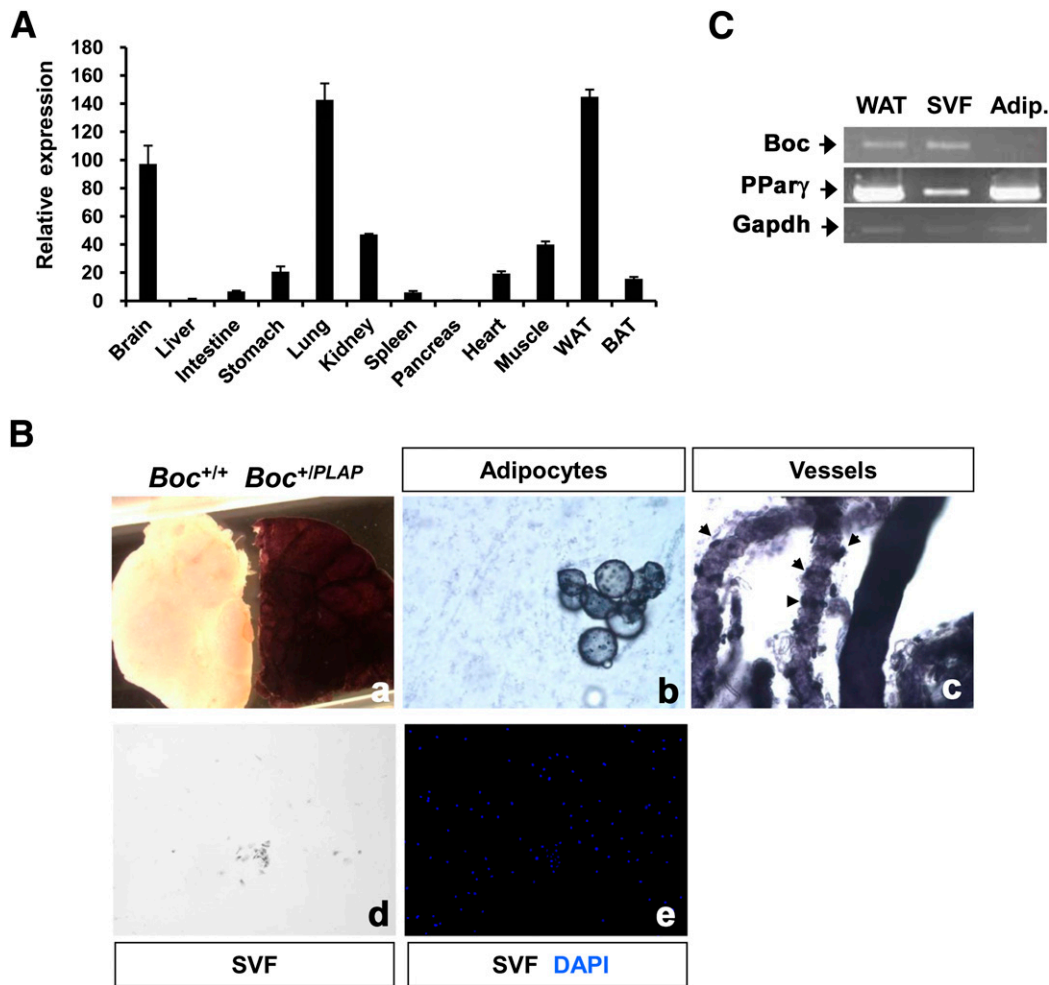 A
180
160
140
120
100
80
60
40
20
0
Relative expression
Brain
Liver
Intestine
Stomach
Lung
Kidney
Spleen
Pancreas
Heart
Muscle
WAT
BAT
C
WAT SVF Adip.
Boc
PParγ
Gapdh
B
Boc+/+ Boc+/PLAP
Adipocytes
Vessels
a
b
c
d
e
SVF
SVF DAPI